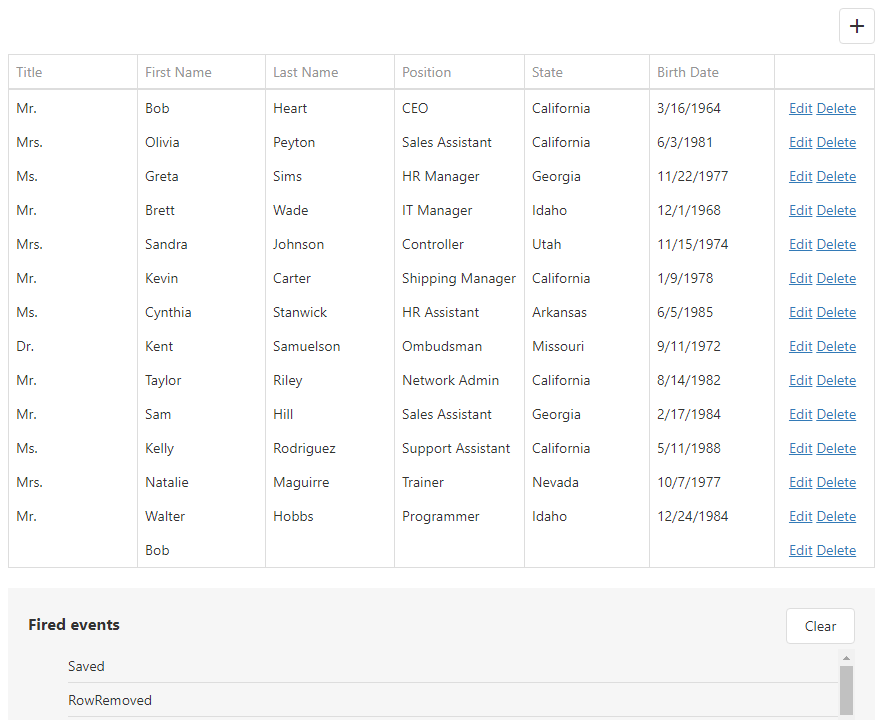 +
Title First Name Last Name Position State Birth Date
Mr. Bob Heart CEO California 3/16/1964 Edit Delete
Mrs. Olivia Peyton Sales Assistant California 6/3/1981 Edit Delete
Ms. Greta Sims HR Manager Georgia 11/22/1977 Edit Delete
Mr. Brett Wade IT Manager Idaho 12/1/1968 Edit Delete
Mrs. Sandra Johnson Controller Utah 11/15/1974 Edit Delete
Mr. Kevin Carter Shipping Manager California 1/9/1978 Edit Delete
Ms. Cynthia Stanwick HR Assistant Arkansas 6/5/1985 Edit Delete
Dr. Kent Samuelson Ombudsman Missouri 9/11/1972 Edit Delete
Mr. Taylor Riley Network Admin California 8/14/1982 Edit Delete
Mr. Sam Hill Sales Assistant Georgia 2/17/1984 Edit Delete
Ms. Kelly Rodriguez Support Assistant California 5/11/1988 Edit Delete
Mrs. Natalie Maguirre Trainer Nevada 10/7/1977 Edit Delete
Mr. Walter Hobbs Programmer Idaho 12/24/1984 Edit Delete
Bob Edit Delete
Fired events Clear
Saved
RowRemoved